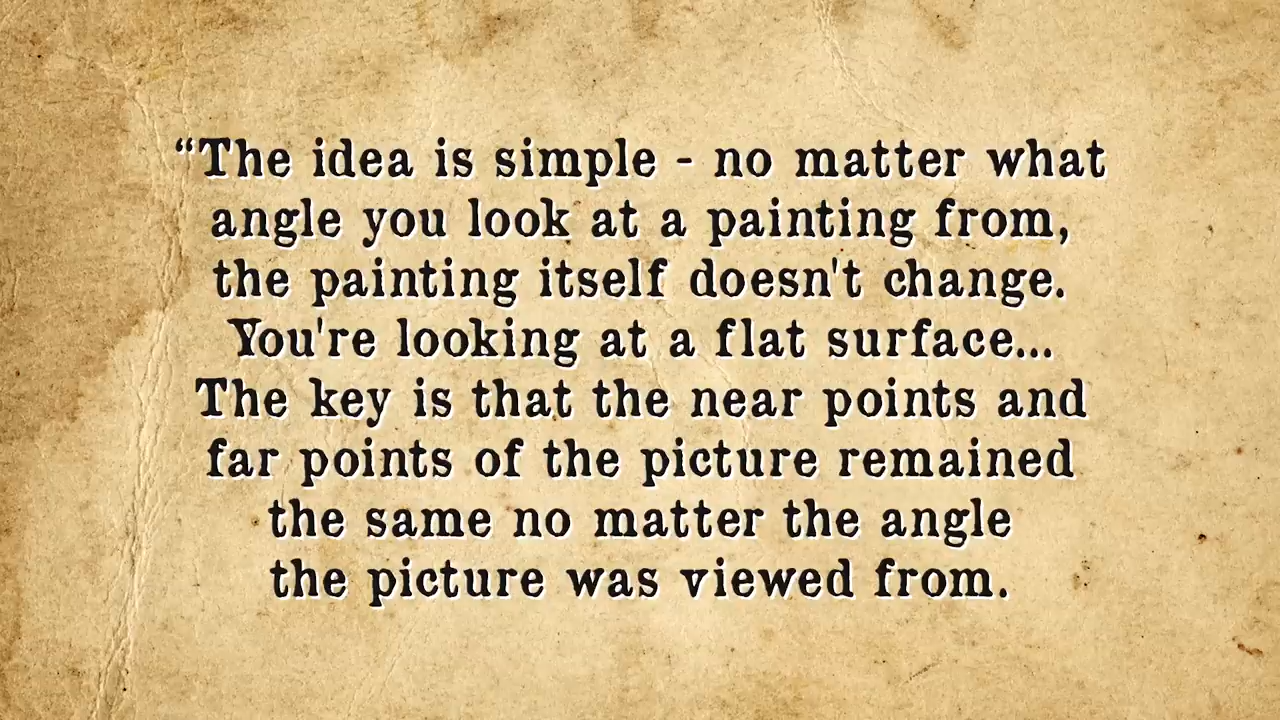 “The idea is simple - no matter what
angle you look at a painting from,
the painting itself doesn't change.
You're looking at a flat surface...
The key is that the near points and
far points of the picture remained
the same no matter the angle
the picture was viewed from.